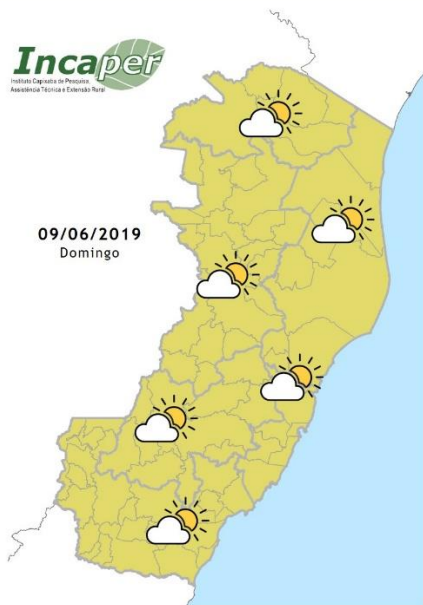 Incaper
Instituto Capixaba de Pesquisa
Assistência Técnica e Extensão Rural
09/06/2019
Domingo